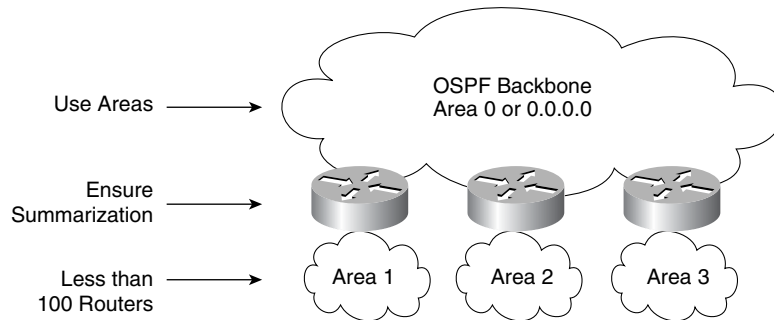 OSPF Backbone
Area 0 or 0.0.0.0
Use Areas
Ensure
Summarization
Less than
100 Routers
Area 1
Area 2
Area 3